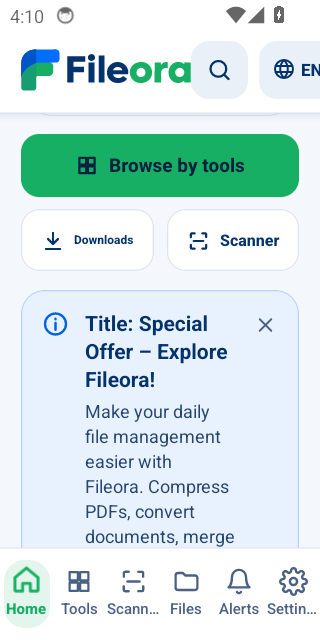 4:10
Fileora
EN
Browse by tools
Downloads
Scanner
Title: Special
Offer – Explore
Fileora!
Make your daily
file management
easier with
Fileora. Compress
PDFs, convert
documents, merge
Home
Tools
Scann...
Files
Alerts
Settin...